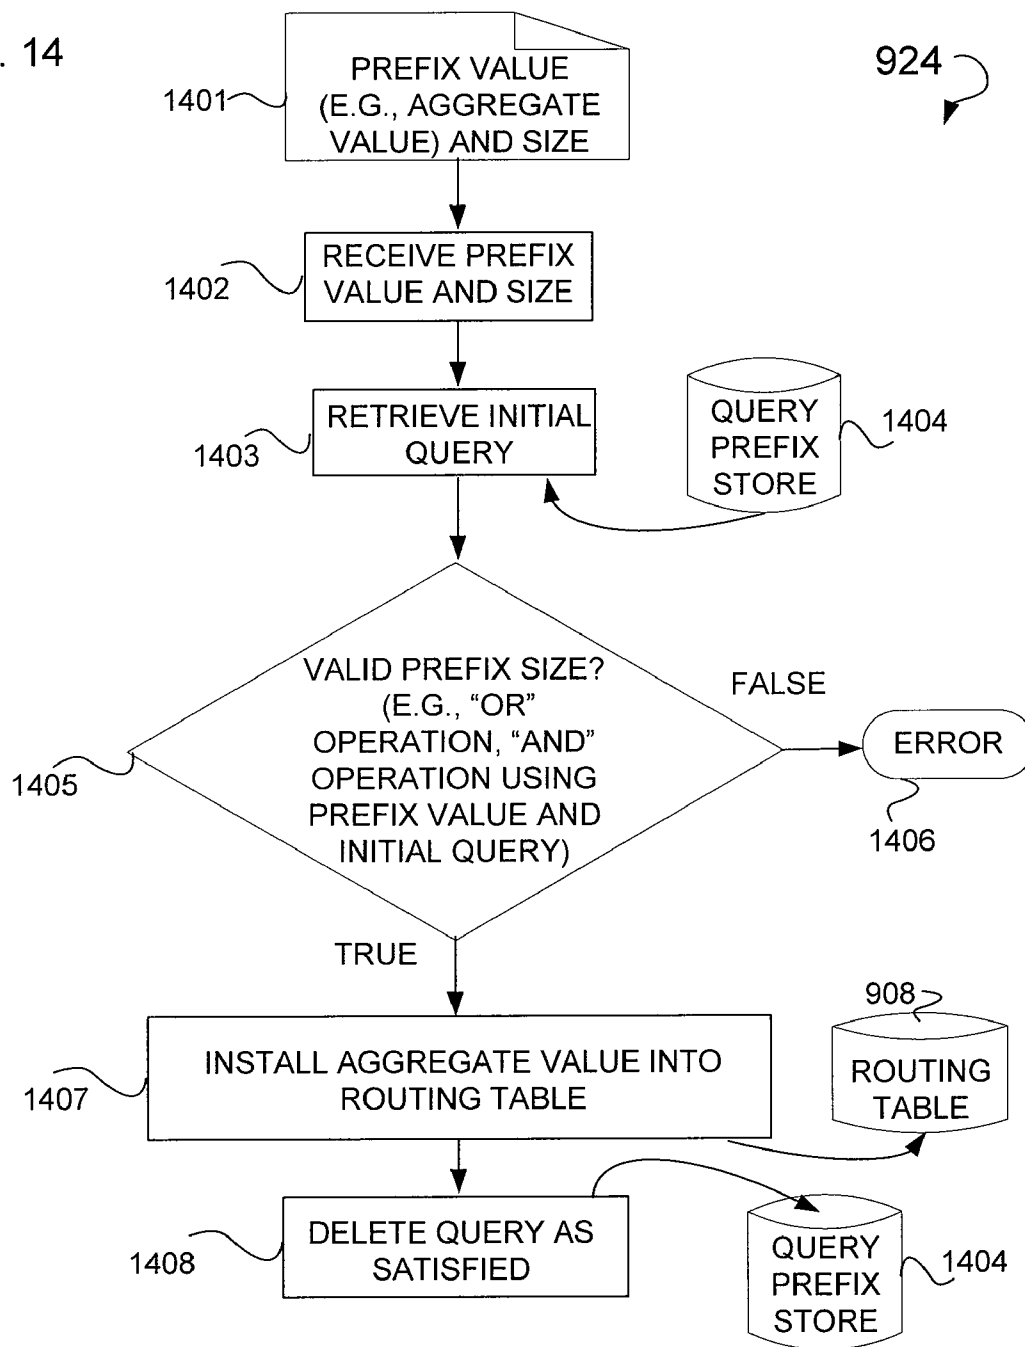 . 14
924
PREFIX VALUE
(E.G., AGGREGATE
VALUE) AND SIZE
1401
RECEIVE PREFIX
VALUE AND SIZE
1402
RETRIEVE INITIAL
QUERY
1403
QUERY
PREFIX
STORE
1404
VALID PREFIX SIZE?
(E.G., “OR”
OPERATION, “AND”
OPERATION USING
PREFIX VALUE AND
INITIAL QUERY)
1405
FALSE
ERROR
1406
TRUE
INSTALL AGGREGATE VALUE INTO
ROUTING TABLE
1407
908
ROUTING
TABLE
DELETE QUERY AS
SATISFIED
1408
QUERY
PREFIX
STORE
1404